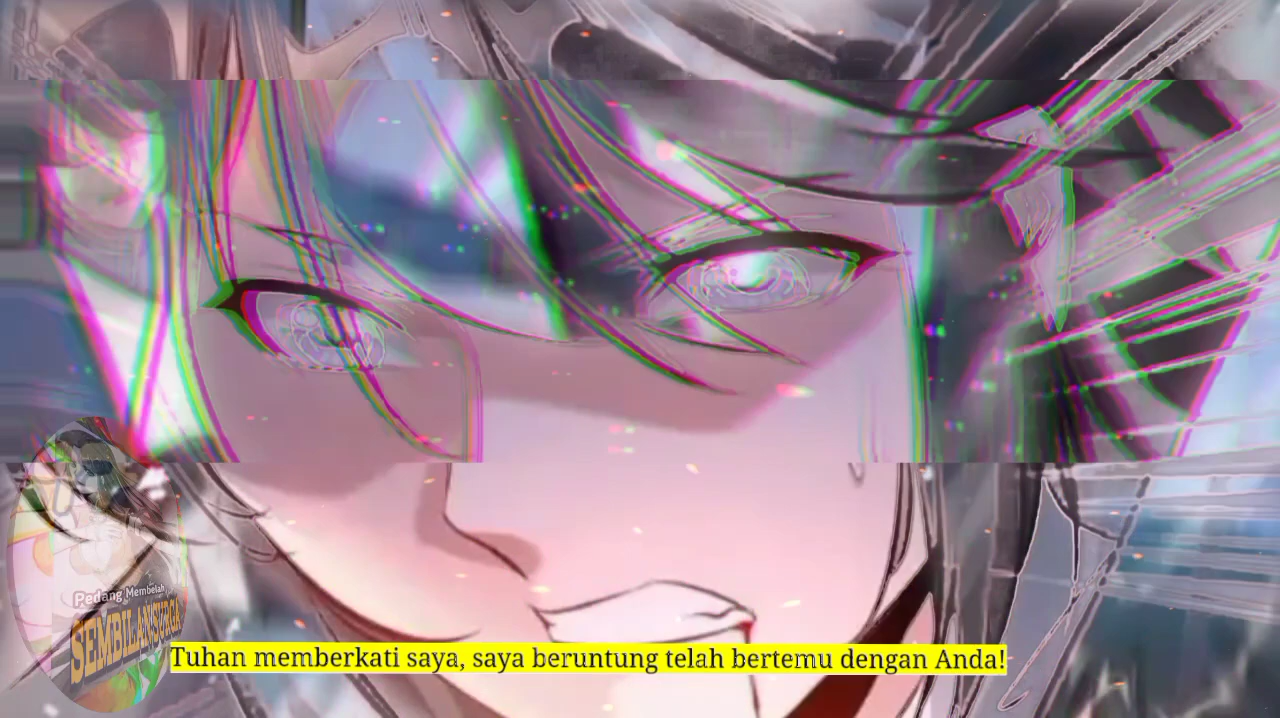 Pedang Membelah
SEMBILAN SURGA
Tuhan memberkati saya, saya beruntung telah bertemu dengan Anda!